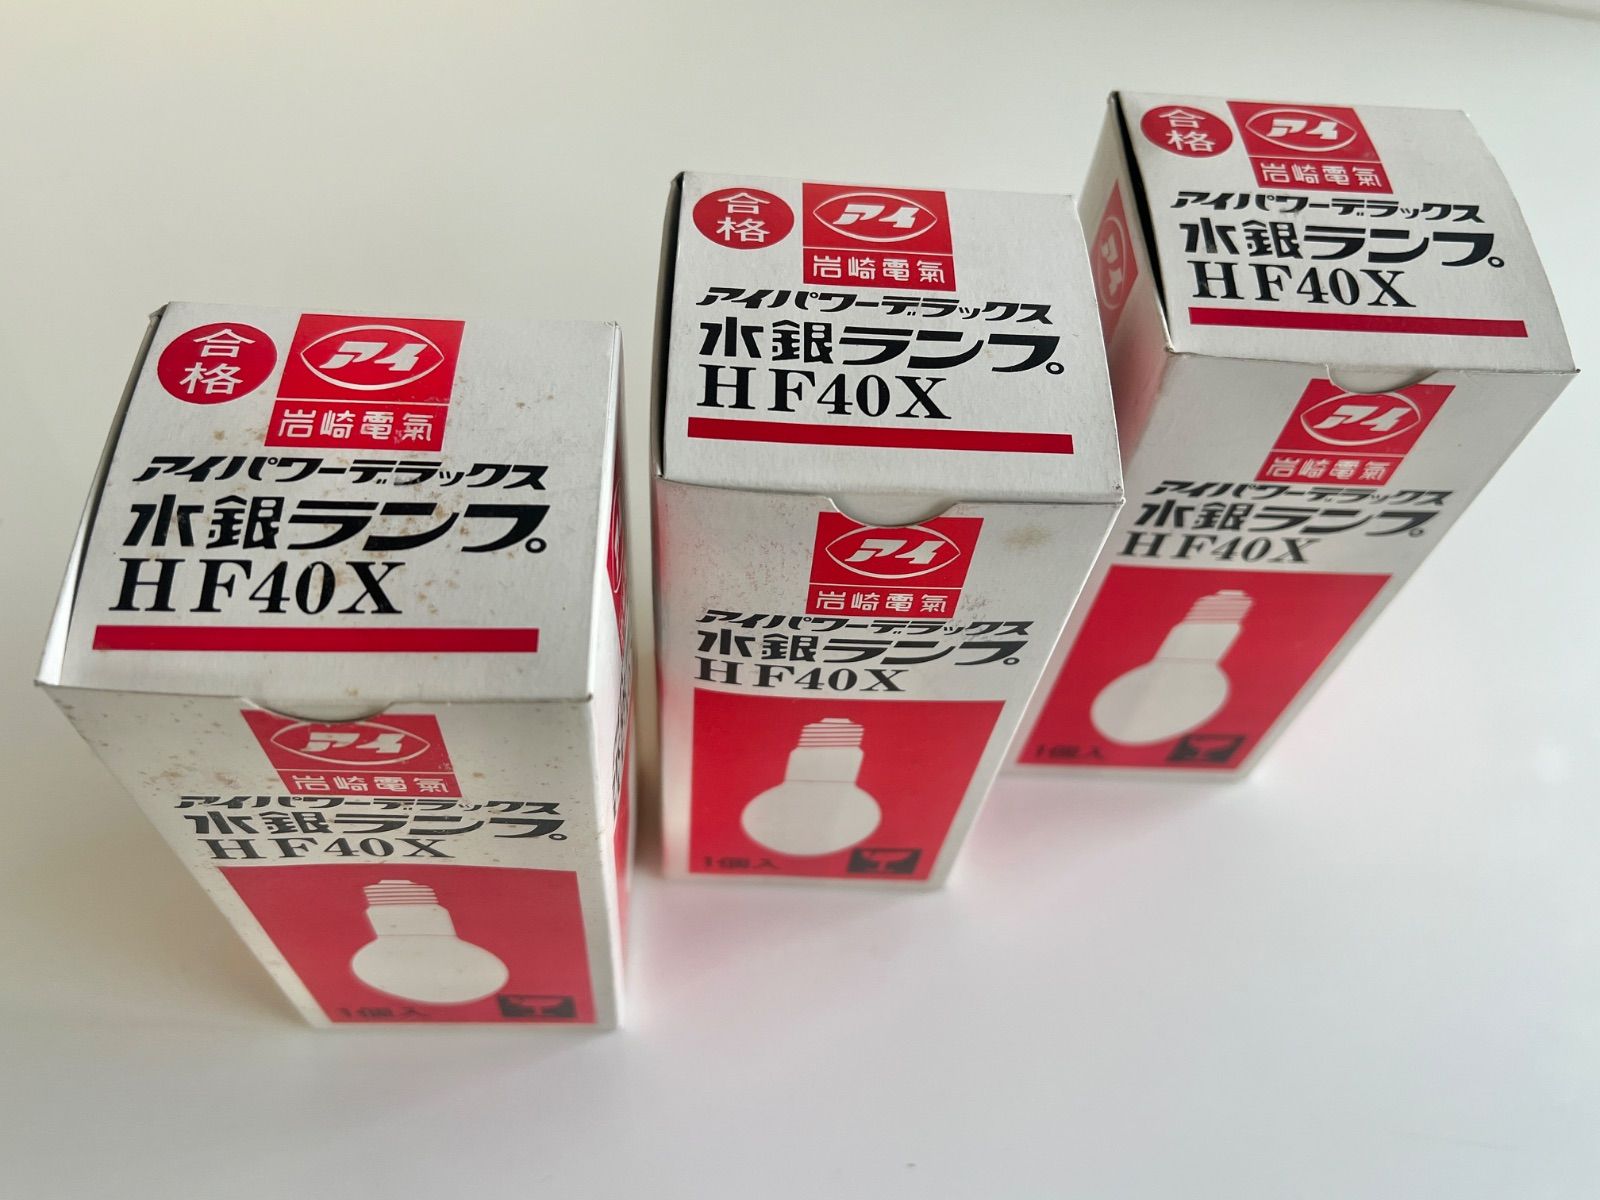 合格
アイ
岩崎電氣
アイパワーデラックス
水銀ランプ。
HF40X
アイ
岩崎電氣
アイパワーデラックス
水銀ランプ。
HF40X
1個入
合格
アイ
岩崎電氣
アイパワーデラックス
水銀ランプ。
HF40X
アイ
岩崎電氣
アイパワーデラックス
水銀ランプ。
HF40X
1個入
合格
アイ
岩崎電氣
アイパワーデラックス
水銀ランプ。
HF40X
アイ
岩崎電氣
アイパワーデラックス
水銀ランプ。
HF40X
1個入
アイ